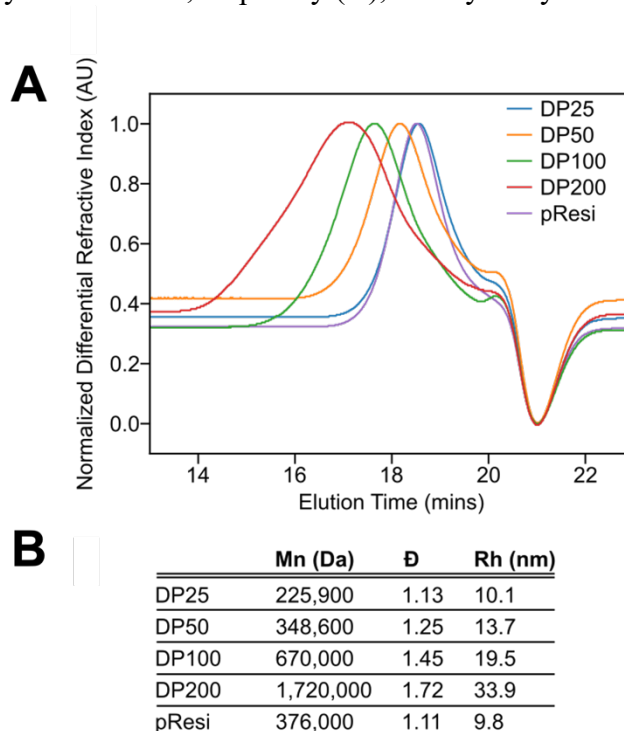 A
DP25
DP50
DP100
DP200
pResi
Normalized Differential Refractive Index (AU)
1.0
0.8
0.6
0.4
0.2
0.0
14 16 18 20 22
Elution Time (mins)
B
Mn (Da) Đ Rh (nm)
DP25 225,900 1.13 10.1
DP50 348,600 1.25 13.7
DP100 670,000 1.45 19.5
DP200 1,720,000 1.72 33.9
pResi 376,000 1.11 9.8